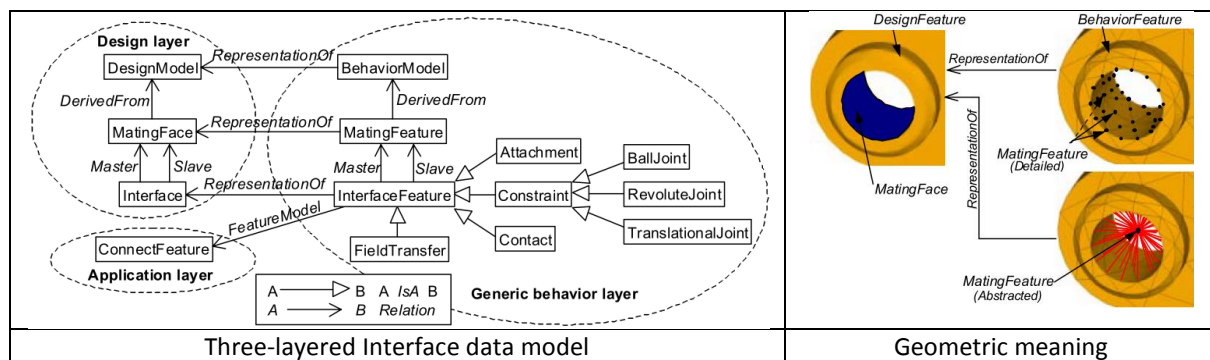 Design layer
DesignModel
RepresentationOf
BehaviorModel
DerivedFrom
DerivedFrom
MatingFace
RepresentationOf
MatingFeature
Master
Slave
Master
Slave
Attachment
BallJoint
Interface
RepresentationOf
InterfaceFeature
Constraint
RevoluteJoint
FeatureModel
ConnectFeature
Contact
TranslationalJoint
FieldTransfer
Application layer
A B A IsA B
A B Relation
Generic behavior layer
Three-layered Interface data model
DesignFeature
BehaviorFeature
RepresentationOf
MatingFeature
(Detailed)
RepresentationOf
MatingFace
MatingFeature
(Abstracted)
Geometric meaning